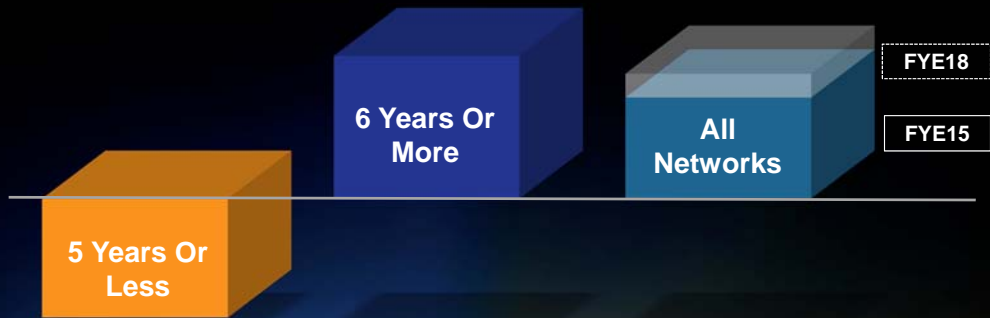 FYE18
6 Years Or
More
All
Networks
FYE15
5 Years Or
Less